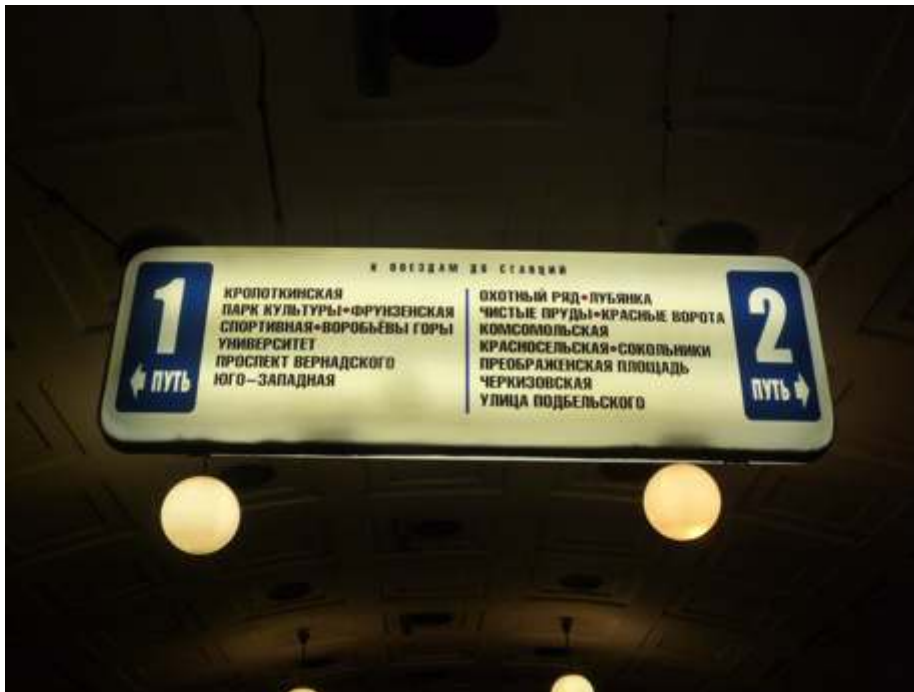 К ПОЕЗДАМ ДО СТАНЦИЙ
1
← ПУТЬ
КРОПОТКИНСКАЯ
ПАРК КУЛЬТУРЫ•ФРУНЗЕНСКАЯ
СПОРТИВНАЯ•ВОРОБЬЁВЫ ГОРЫ
УНИВЕРСИТЕТ
ПРОСПЕКТ ВЕРНАДСКОГО
ЮГО-ЗАПАДНАЯ
ОХОТНЫЙ РЯД•ЛУБЯНКА
ЧИСТЫЕ ПРУДЫ•КРАСНЫЕ ВОРОТА
КОМСОМОЛЬСКАЯ
КРАСНОСЕЛЬСКАЯ•СОКОЛЬНИКИ
ПРЕОБРАЖЕНСКАЯ ПЛОЩАДЬ
ЧЕРКИЗОВСКАЯ
УЛИЦА ПОДБЕЛЬСКОГО
2
ПУТЬ →